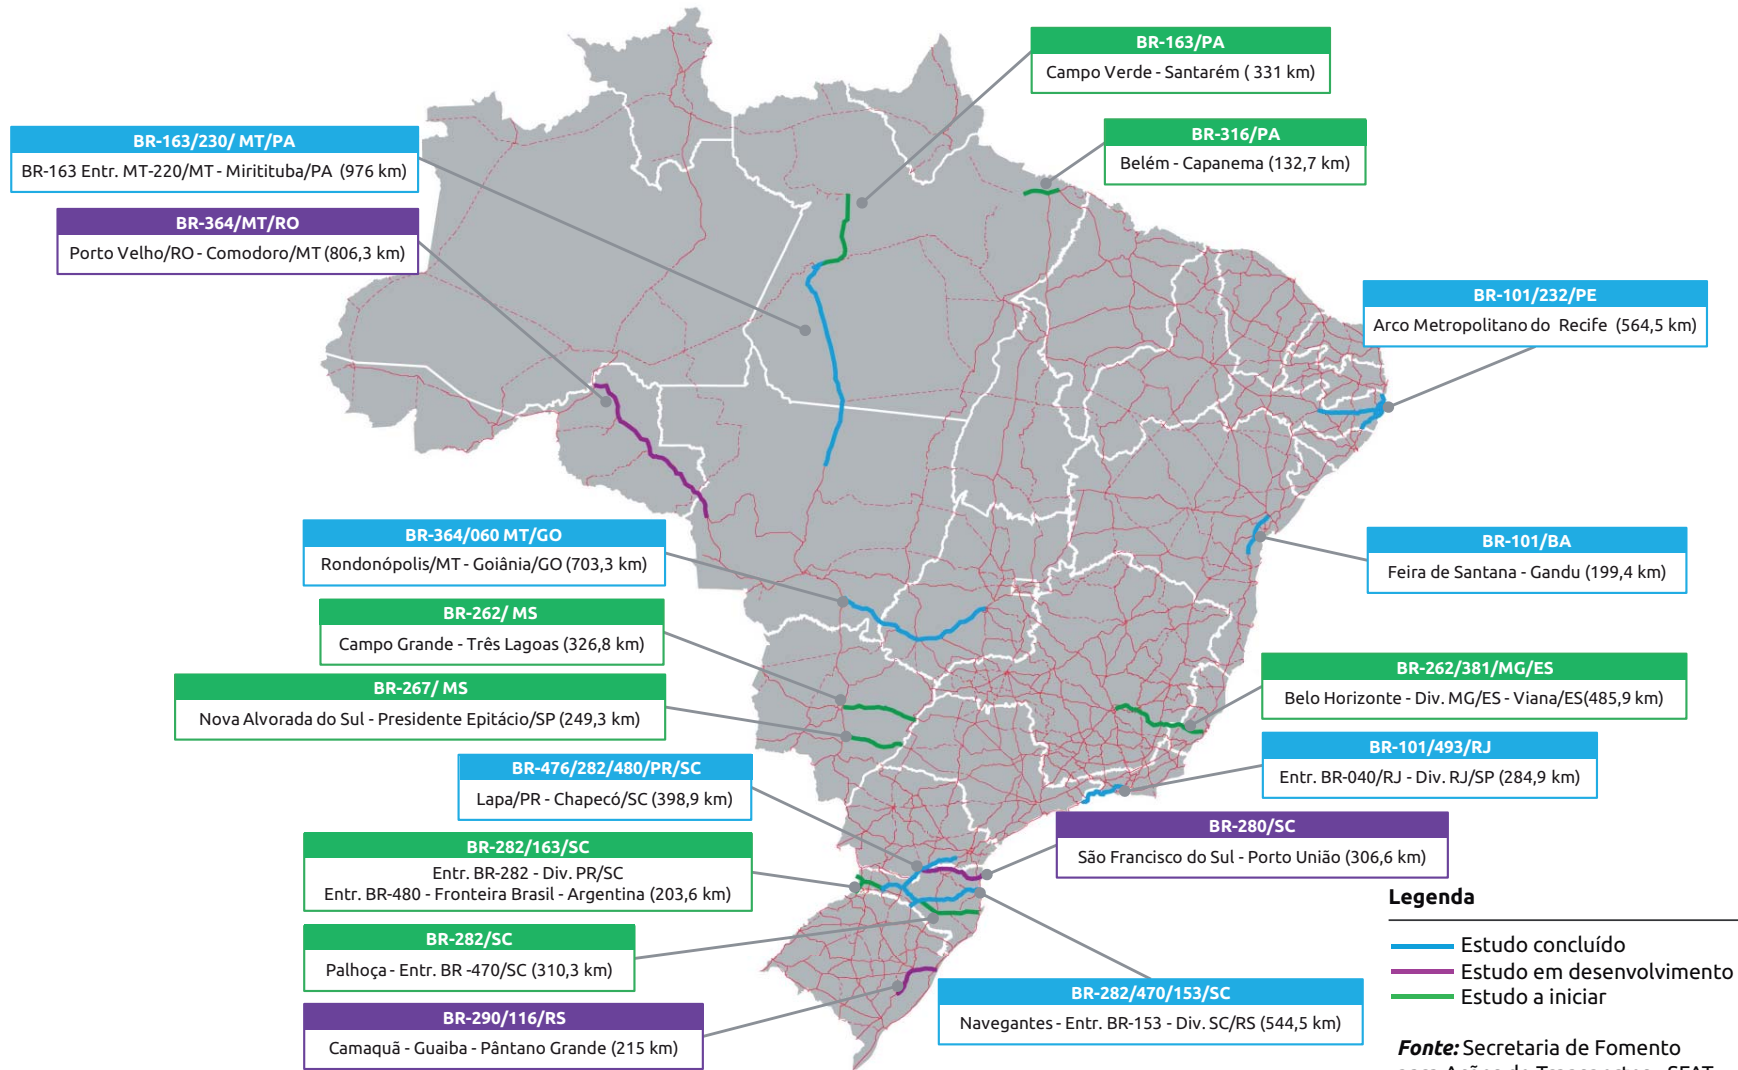 BR-163/PA
Campo Verde - Santarém ( 331 km)
BR-316/PA
Belém - Capanema (132,7 km)
BR-163/230/ MT/PA
BR-163 Entr. MT-220/MT - Miritituba/PA (976 km)
BR-364/MT/RO
Porto Velho/RO - Comodoro/MT (806,3 km)
BR-101/232/PE
Arco Metropolitano do Recife (564,5 km)
BR-364/060 MT/GO
Rondonópolis/MT - Goiânia/GO (703,3 km)
BR-101/BA
Feira de Santana - Gandu (199,4 km)
BR-262/ MS
Campo Grande - Três Lagoas (326,8 km)
BR-262/381/MG/ES
Belo Horizonte - Div. MG/ES - Viana/ES(485,9 km)
BR-267/ MS
Nova Alvorada do Sul - Presidente Epitácio/SP (249,3 km)
BR-101/493/RJ
Entr. BR-040/RJ - Div. RJ/SP (284,9 km)
BR-476/282/480/PR/SC
Lapa/PR - Chapecó/SC (398,9 km)
BR-280/SC
São Francisco do Sul - Porto União (306,6 km)
BR-282/163/SC
Entr. BR-282 - Div. PR/SC
Entr. BR-480 - Fronteira Brasil - Argentina (203,6 km)
BR-282/SC
Palhoça - Entr. BR -470/SC (310,3 km)
BR-282/470/153/SC
Navegantes - Entr. BR-153 - Div. SC/RS (544,5 km)
BR-290/116/RS
Camaquã - Guaiba - Pântano Grande (215 km)
Legenda
Estudo concluído
Estudo em desenvolvimento
Estudo a iniciar
Fonte: Secretaria de Fomento